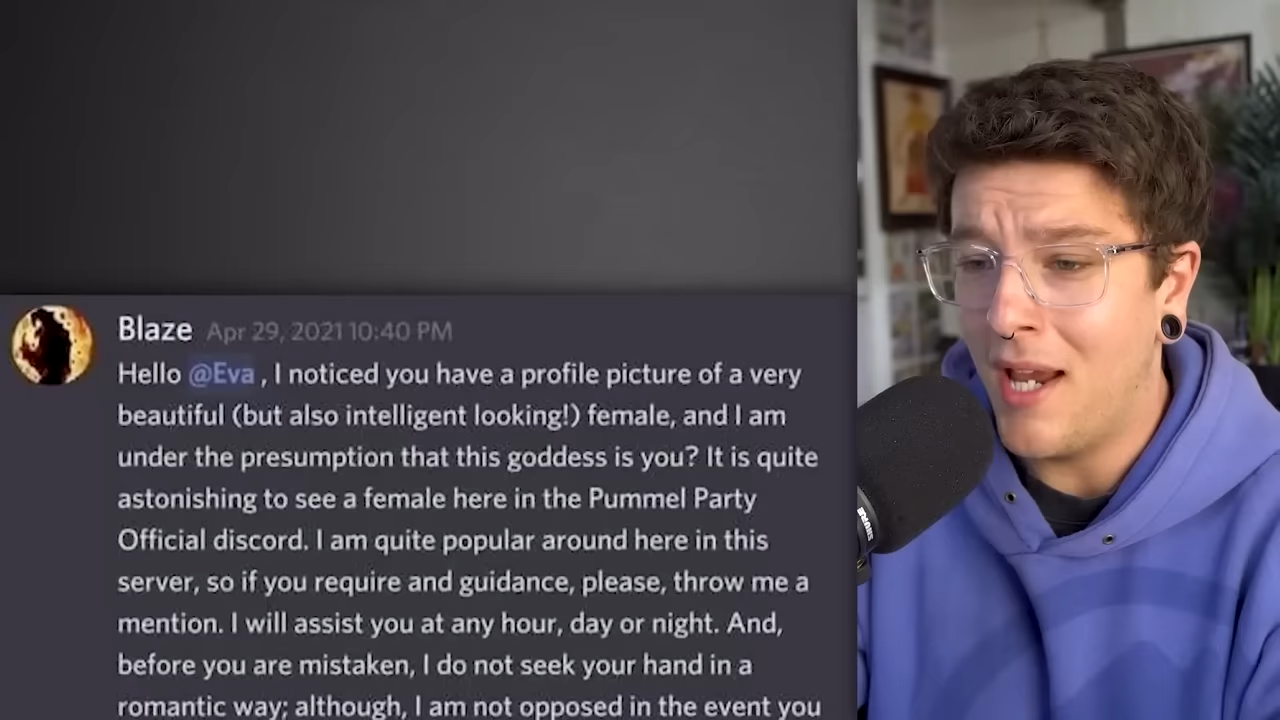 Blaze Apr 29, 2021 10:40 PM
Hello @Eva , I noticed you have a profile picture of a very
beautiful (but also intelligent looking!) female, and I am
under the presumption that this goddess is you? It is quite
astonishing to see a female here in the Pummel Party
Official discord. I am quite popular around here in this
server, so if you require and guidance, please, throw me a
mention. I will assist you at any hour, day or night. And,
before you are mistaken, I do not seek your hand in a
romantic way; although, I am not opposed in the event you
SHURE